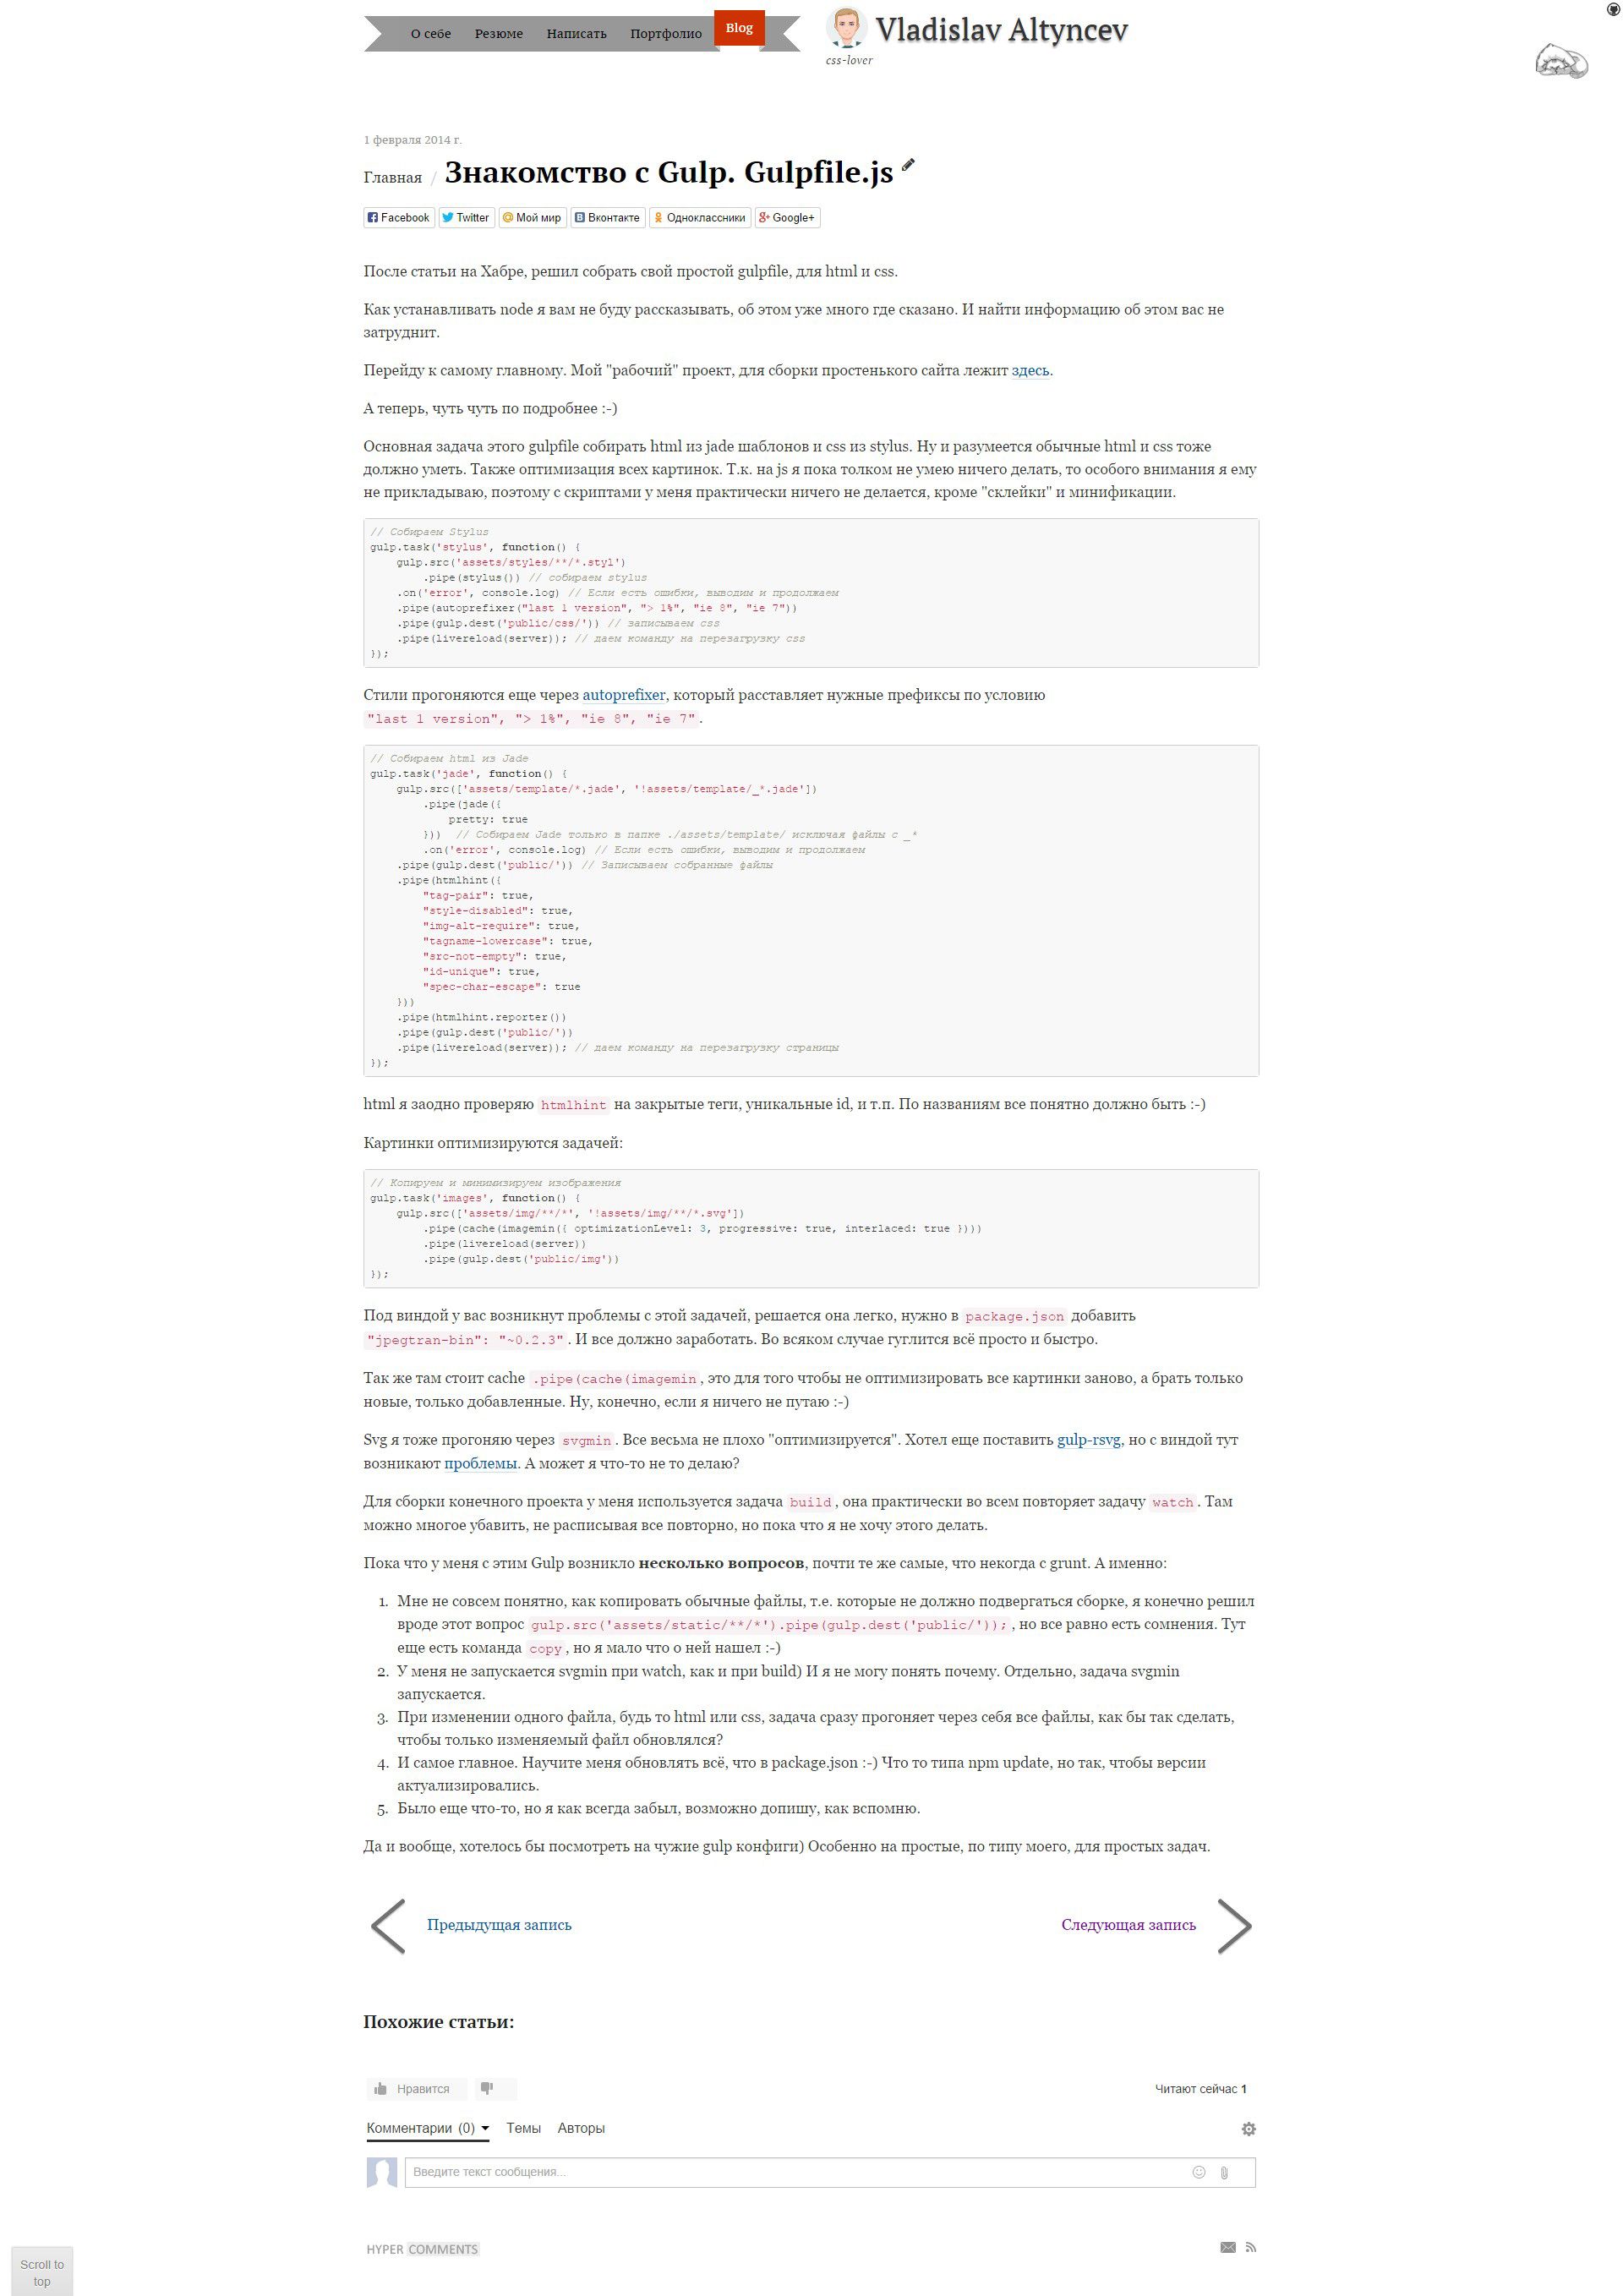 О себе Резюме Написать Портфолио Blog
Vladislav Altyncev
css-lover
1 февраля 2014 г.
Главная / Знакомство с Gulp. Gulpfile.js
Facebook Twitter Мой мир Вконтакте Одноклассники Google+
После статьи на Хабре, решил собрать свой простой gulpfile, для html и css.
Как устанавливать node я вам не буду рассказывать, об этом уже много где сказано. И найти информацию об этом вас не
затруднит.
Перейду к самому главному. Мой "рабочий" проект, для сборки простенького сайта лежит здесь.
А теперь, чуть чуть по подробнее :-)
Основная задача этого gulpfile собирать html из jade шаблонов и css из stylus. Ну и разумеется обычные html и css тоже
должно уметь. Также оптимизация всех картинок. Т.к. на js я пока толком не умею ничего делать, то особого внимания я ему
не прикладываю, поэтому с скриптами у меня практически ничего не делается, кроме "склейки" и минификации.
// Собираем Stylus
gulp.task('stylus', function() {
gulp.src('assets/styles/**/*.styl')
.pipe(stylus()) // собираем stylus
.on('error', console.log) // Если есть ошибки, выводим и продолжаем
.pipe(autoprefixer("last 1 version", "> 1%", "ie 8", "ie 7"))
.pipe(gulp.dest('public/css/')) // записываем css
.pipe(livereload(server)); // даем команду на перезагрузку css
});
Стили прогоняются еще через autoprefixer, который расставляет нужные префиксы по условию
"last 1 version", "> 1%", "ie 8", "ie 7".
// Собираем html из Jade
gulp.task('jade', function() {
gulp.src(['assets/template/*.jade', '!assets/template/_*.jade'])
.pipe(jade({
pretty: true
})) // Собираем Jade только в папке ./assets/template/ исключая файлы с _*
.on('error', console.log) // Если есть ошибки, выводим и продолжаем
.pipe(gulp.dest('public/')) // Записываем собранные файлы
.pipe(htmlhint({
"tag-pair": true,
"style-disabled": true,
"img-alt-require": true,
"tagname-lowercase": true,
"src-not-empty": true,
"id-unique": true,
"spec-char-escape": true
}))
.pipe(htmlhint.reporter())
.pipe(gulp.dest('public/'))
.pipe(livereload(server)); // даем команду на перезагрузку страницы
});
html я заодно проверяю htmlhint на закрытые теги, уникальные id, и т.п. По названиям все понятно должно быть :-)
Картинки оптимизируются задачей:
// Копируем и минимизируем изображения
gulp.task('images', function() {
gulp.src(['assets/img/**/*', '!assets/img/**/*.svg'])
.pipe(cache(imagemin({ optimizationLevel: 3, progressive: true, interlaced: true })))
.pipe(livereload(server))
.pipe(gulp.dest('public/img'))
});
Под виндой у вас возникнут проблемы с этой задачей, решается она легко, нужно в package.json добавить
"jpegtran-bin": "~0.2.3". И все должно заработать. Во всяком случае гуглится всё просто и быстро.
Так же там стоит cache .pipe(cache(imagemin, это для того чтобы не оптимизировать все картинки заново, а брать только
новые, только добавленные. Ну, конечно, если я ничего не путаю :-)
Svg я тоже прогоняю через svgmin. Все весьма не плохо "оптимизируется". Хотел еще поставить gulp-rsvg, но с виндой тут
возникают проблемы. А может я что-то не то делаю?
Для сборки конечного проекта у меня используется задача build, она практически во всем повторяет задачу watch. Там
можно многое убавить, не расписывая все повторно, но пока что я не хочу этого делать.
Пока что у меня с этим Gulp возникло несколько вопросов, почти те же самые, что некогда с grunt. А именно:
1. Мне не совсем понятно, как копировать обычные файлы, т.е. которые не должно подвергаться сборке, я конечно решил
вроде этот вопрос gulp.src('assets/static/**/*').pipe(gulp.dest('public/'));, но все равно есть сомнения. Тут
еще есть команда copy, но я мало что о ней нашел :-)
2. У меня не запускается svgmin при watch, как и при build) И я не могу понять почему. Отдельно, задача svgmin
запускается.
3. При изменении одного файла, будь то html или css, задача сразу прогоняет через себя все файлы, как бы так сделать,
чтобы только изменяемый файл обновлялся?
4. И самое главное. Научите меня обновлять всё, что в package.json :-) Что то типа npm update, но так, чтобы версии
актуализировались.
5. Было еще что-то, но я как всегда забыл, возможно допишу, как вспомню.
Да и вообще, хотелось бы посмотреть на чужие gulp конфиги) Особенно на простые, по типу моего, для простых задач.
Предыдущая запись Следующая запись
Похожие статьи:
Нравится Читают сейчас 1
Комментарии (0) Темы Авторы
Введите текст сообщения...
HYPER COMMENTS
Scroll to
top